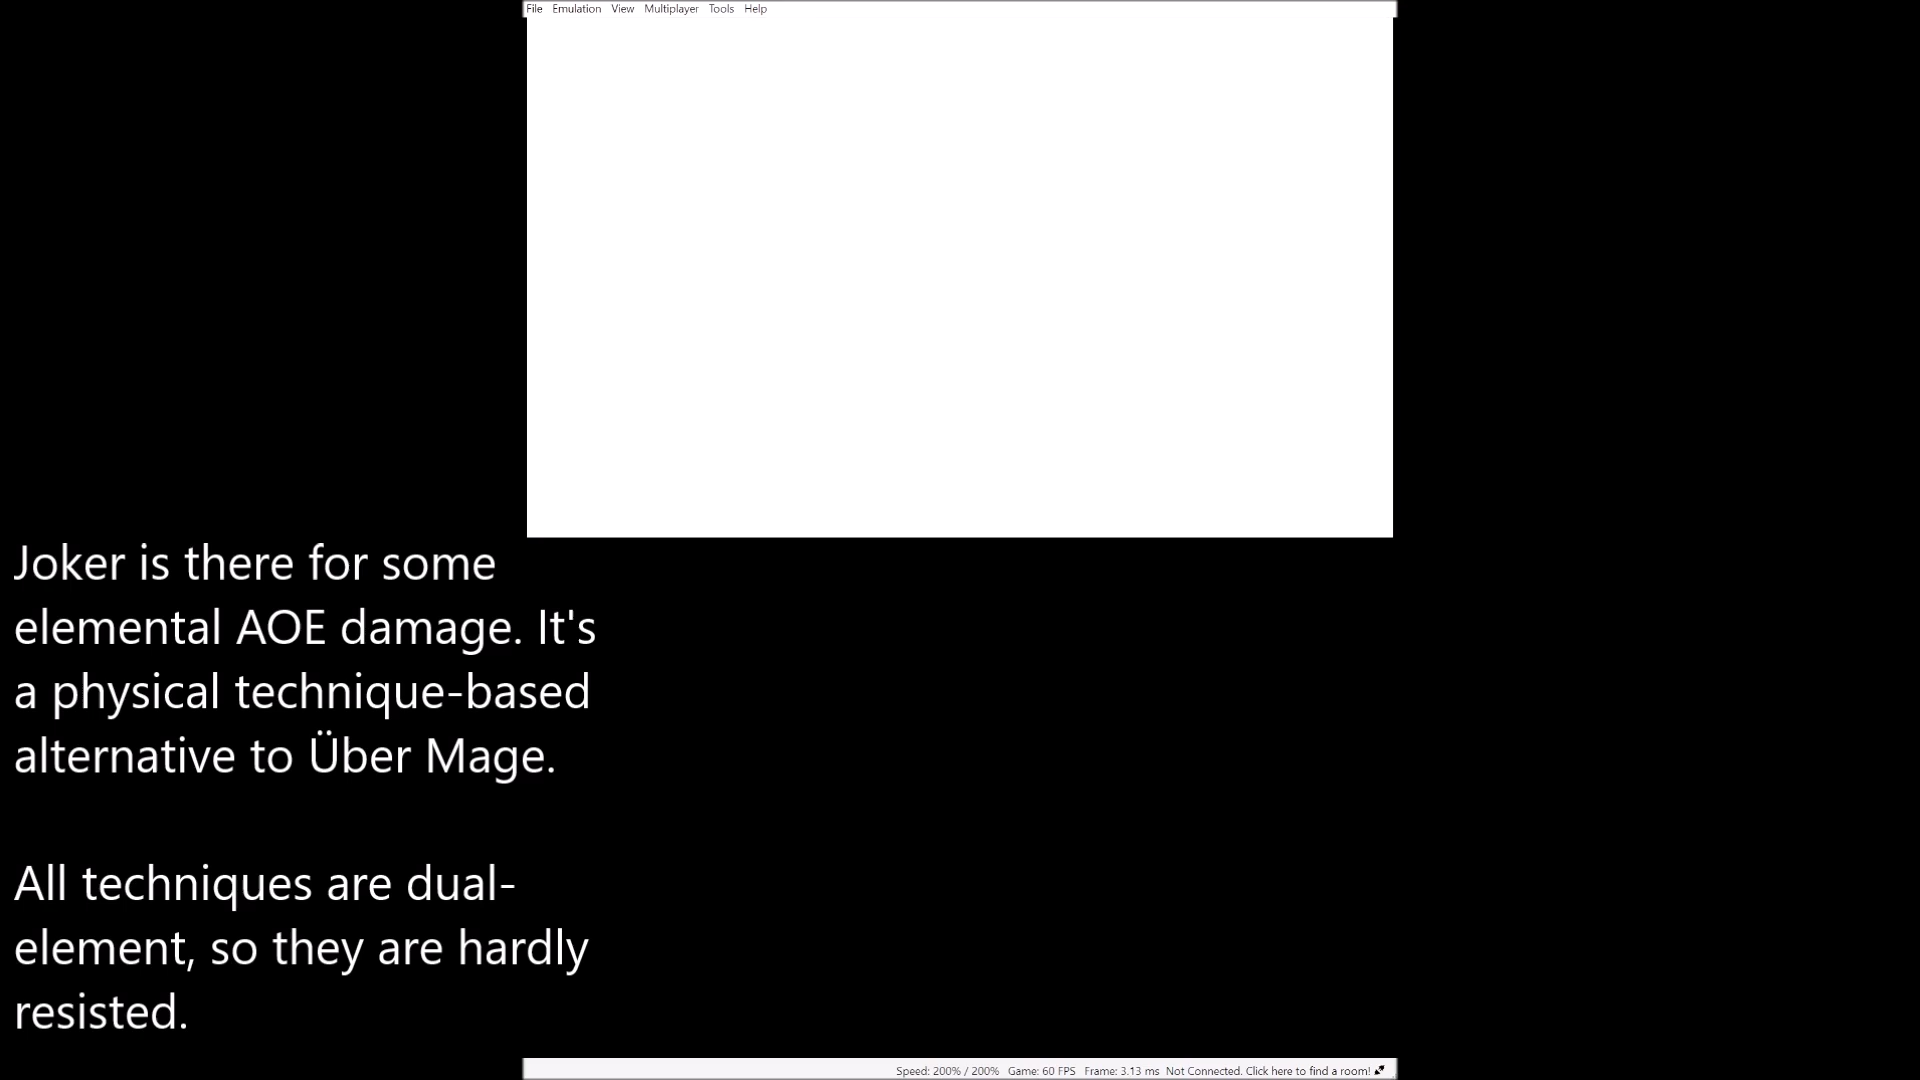 File Emulation View Multiplayer Tools Help
Joker is there for some
elemental AOE damage. It's
a physical technique-based
alternative to Über Mage.
All techniques are dual-
element, so they are hardly
resisted.
Speed: 200% / 200% Game: 60 FPS Frame: 3.13 ms Not Connected. Click here to find a room!